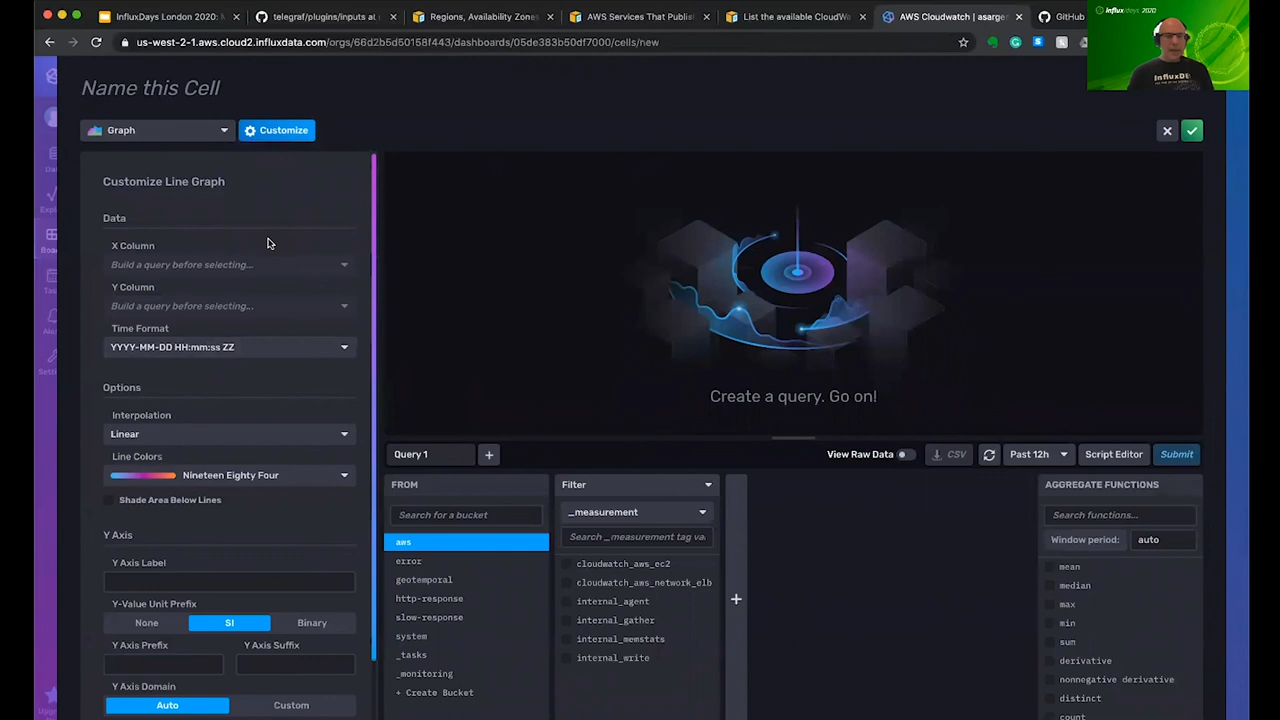 InfluxDays London 2020:
telegraf/plugins/inputs at
Regions, Availability Zones
AWS Services That Publish
List the available CloudWa
AWS Cloudwatch | asarge
GitHub
influxdays 2020
us-west-2-1.aws.cloud2.influxdata.com/orgs/66d2b5d50158f443/dashboards/05de383b50df7000/cells/new
Name this Cell
Graph
Customize
Customize Line Graph
Data
X Column
Build a query before selecting...
Y Column
Build a query before selecting...
Time Format
YYYY-MM-DD HH:mm:ss ZZ
Options
Interpolation
Linear
Line Colors
Nineteen Eighty Four
Shade Area Below Lines
Y Axis
Y Axis Label
Y-Value Unit Prefix
None
SI
Binary
Y Axis Prefix
Y Axis Suffix
Y Axis Domain
Auto
Custom
Create a query. Go on!
Query 1
View Raw Data
CSV
Past 12h
Script Editor
Submit
FROM
Search for a bucket
aws
error
geotemporal
http-response
slow-response
system
_tasks
_monitoring
+ Create Bucket
Filter
_measurement
Search _measurement tag va
cloudwatch_aws_ec2
cloudwatch_aws_network_elb
internal_agent
internal_gather
internal_memstats
internal_write
AGGREGATE FUNCTIONS
Search functions...
Window period:
auto
mean
median
max
min
sum
derivative
nonnegative derivative
distinct
count